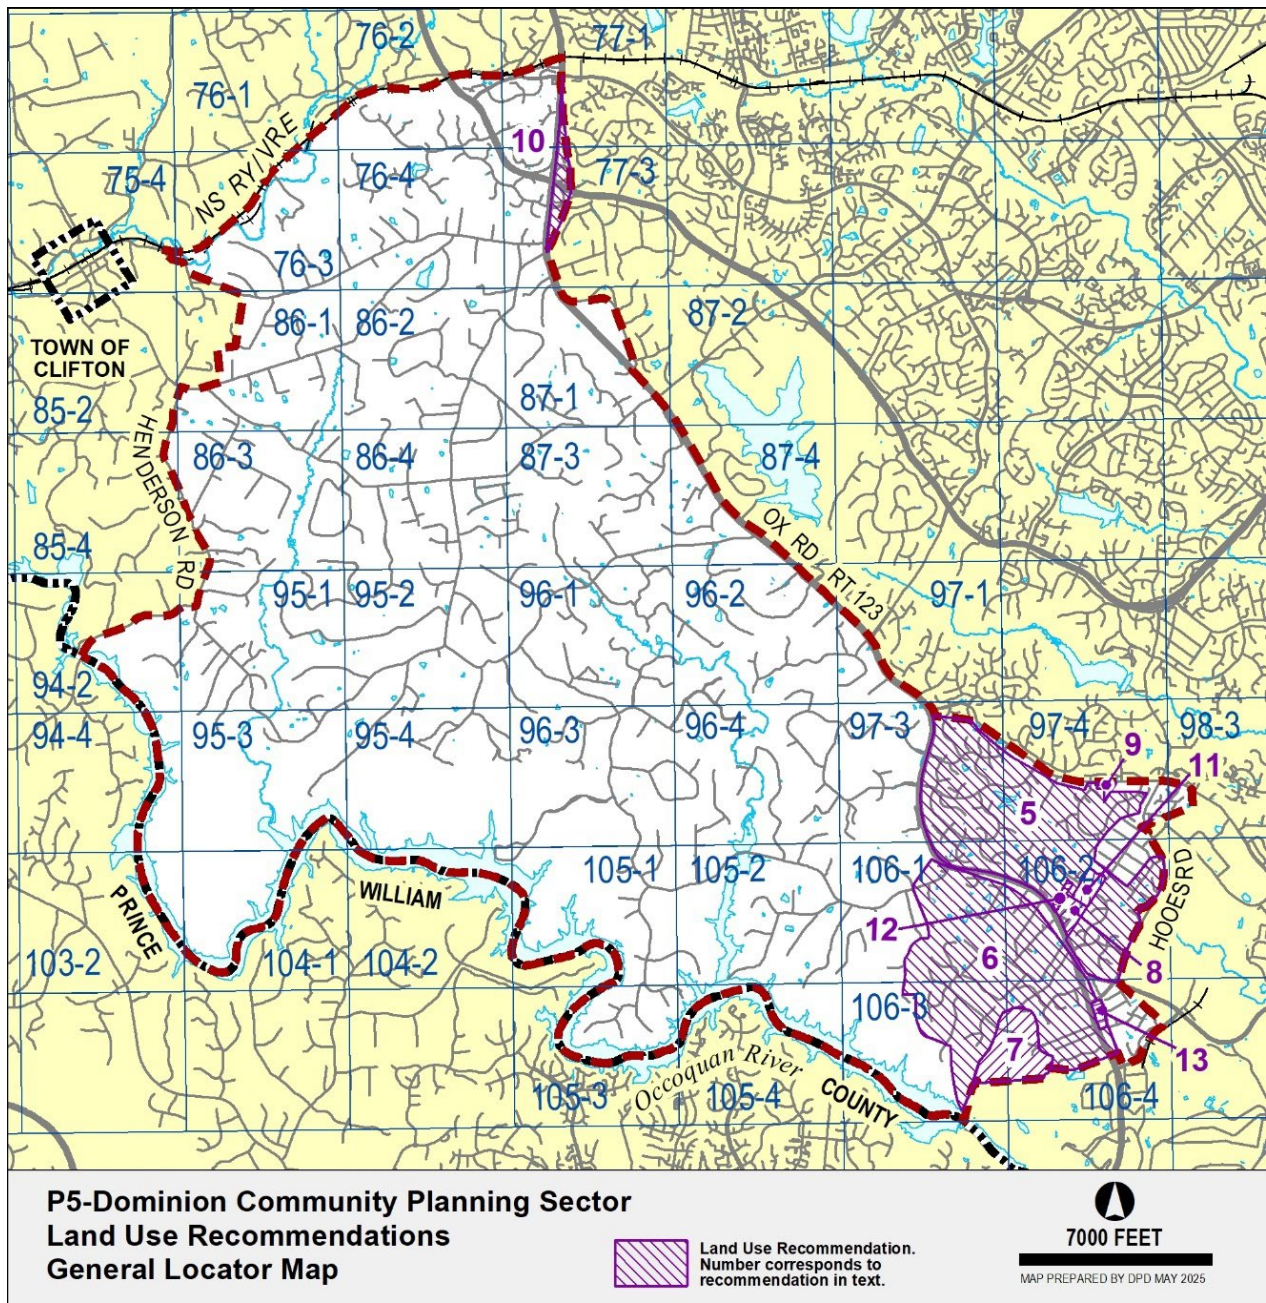 76-2
77-1
76-1
NS RY/VRE
10
75-4
76-4
77-3
76-3
86-1
86-2
87-2
TOWN OF
CLIFTON
85-2
87-1
HENDERSON RD
86-3
86-4
87-3
87-4
OX RD / RT.123
85-4
95-1
95-2
96-1
96-2
97-1
94-2
94-4
95-3
95-4
96-3
96-4
97-3
97-4
98-3
9
11
5
105-1
105-2
106-1
106-2
HOOES RD
PRINCE
WILLIAM
12
103-2
104-1
104-2
6
8
106-3
7
13
105-3
Occoquan River
105-4
COUNTY
106-4
P5-Dominion Community Planning Sector
Land Use Recommendations
General Locator Map
Land Use Recommendation.
Number corresponds to
recommendation in text.
7000 FEET
MAP PREPARED BY DPD MAY 2025